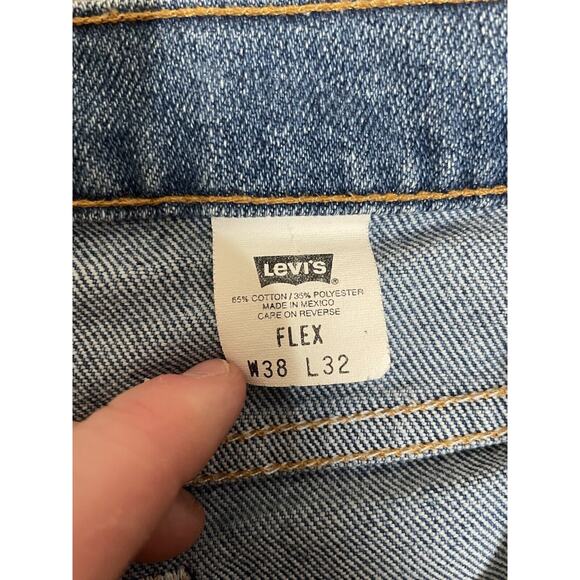 Levi's ®
65% COTTON / 35% POLYESTER
MADE IN MEXICO
CARE ON REVERSE
FLEX
W38 L32